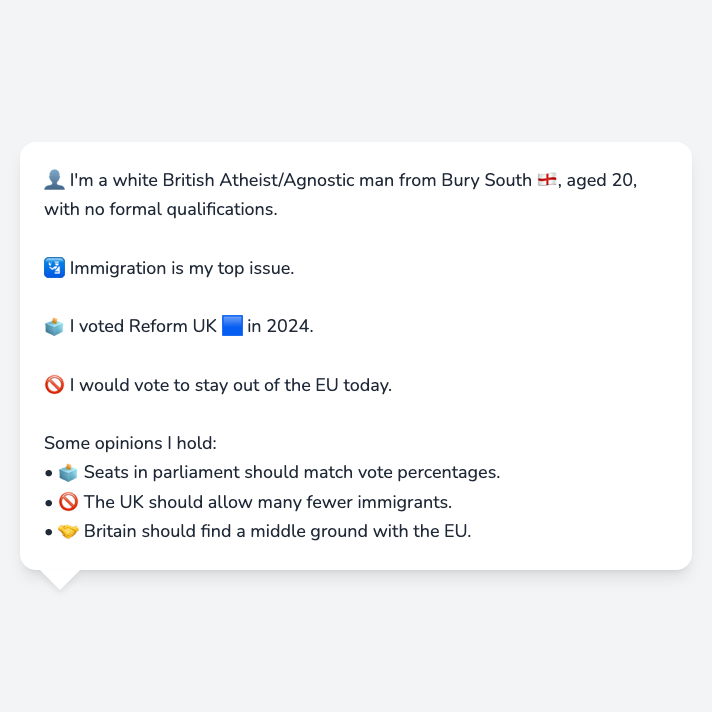 👤 I'm a white British Atheist/Agnostic man from Bury South 🏴󠁧󠁢󠁥󠁮󠁧󠁿, aged 20,
with no formal qualifications.
🛂 Immigration is my top issue.
🗳️ I voted Reform UK 🟦 in 2024.
🚫 I would vote to stay out of the EU today.
Some opinions I hold:
• 🗳️ Seats in parliament should match vote percentages.
• 🚫 The UK should allow many fewer immigrants.
• 🤝 Britain should find a middle ground with the EU.